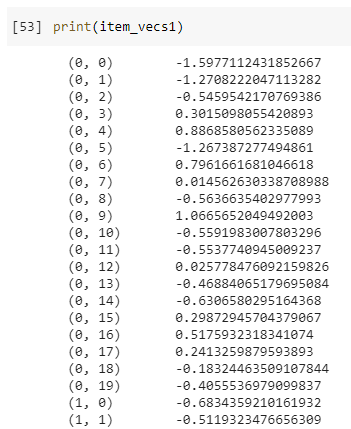 [53] print(item_vecs1)
(0, 0) -1.5977112431852667
(0, 1) -1.2708222047113282
(0, 2) -0.5459542170769386
(0, 3) 0.3015098055420893
(0, 4) 0.8868580562335089
(0, 5) -1.267387277494861
(0, 6) 0.7961661681046618
(0, 7) 0.014562630338708988
(0, 8) -0.5636635402977993
(0, 9) 1.0665652049492003
(0, 10) -0.5591983007803296
(0, 11) -0.5537740945009237
(0, 12) 0.025778476092159826
(0, 13) -0.46884065179695084
(0, 14) -0.6306580295164368
(0, 15) 0.29872945704379067
(0, 16) 0.5175932318341074
(0, 17) 0.2413259879593893
(0, 18) -0.18324463509107844
(0, 19) -0.4055536979099837
(1, 0) -0.6834359210161932
(1, 1) -0.5119323476656309